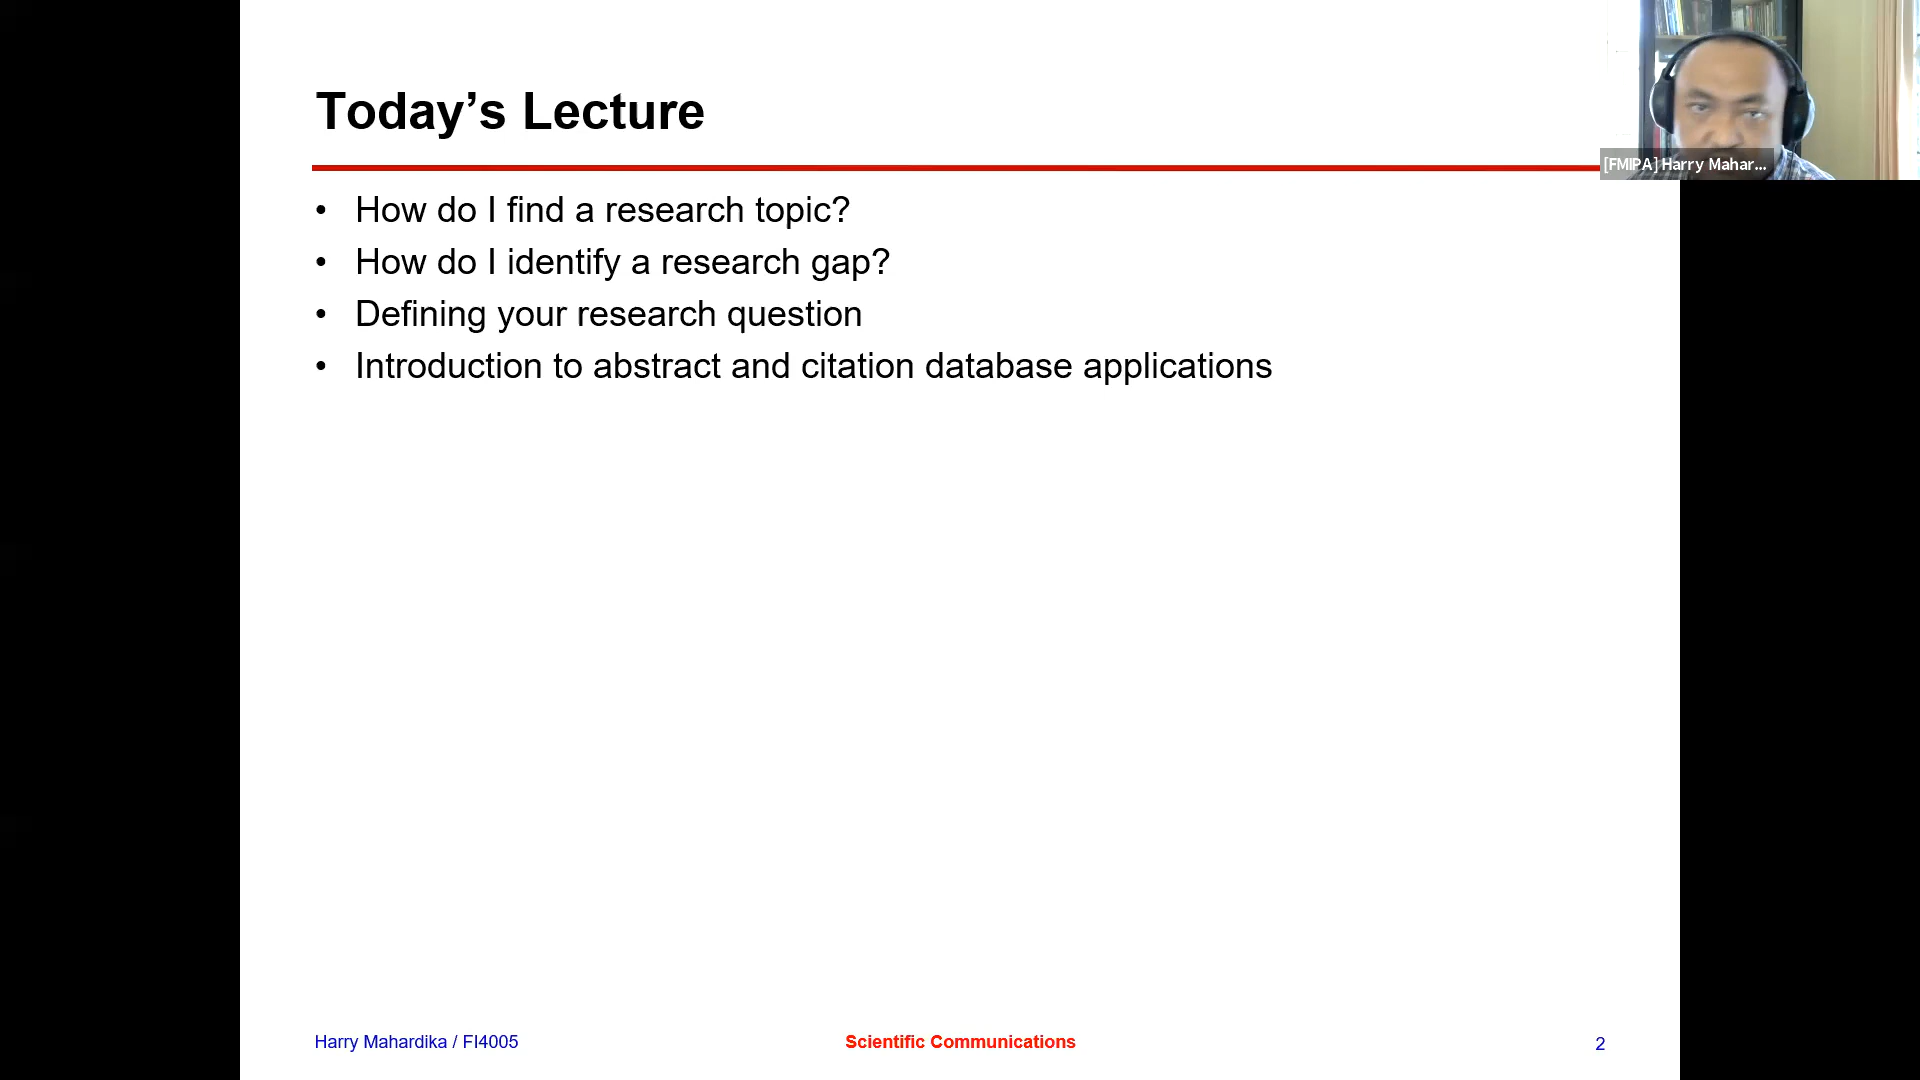 Today’s Lecture
[FMIPA] Harry Mahar...
• How do I find a research topic?
• How do I identify a research gap?
• Defining your research question
• Introduction to abstract and citation database applications
Harry Mahardika / FI4005 Scientific Communications 2